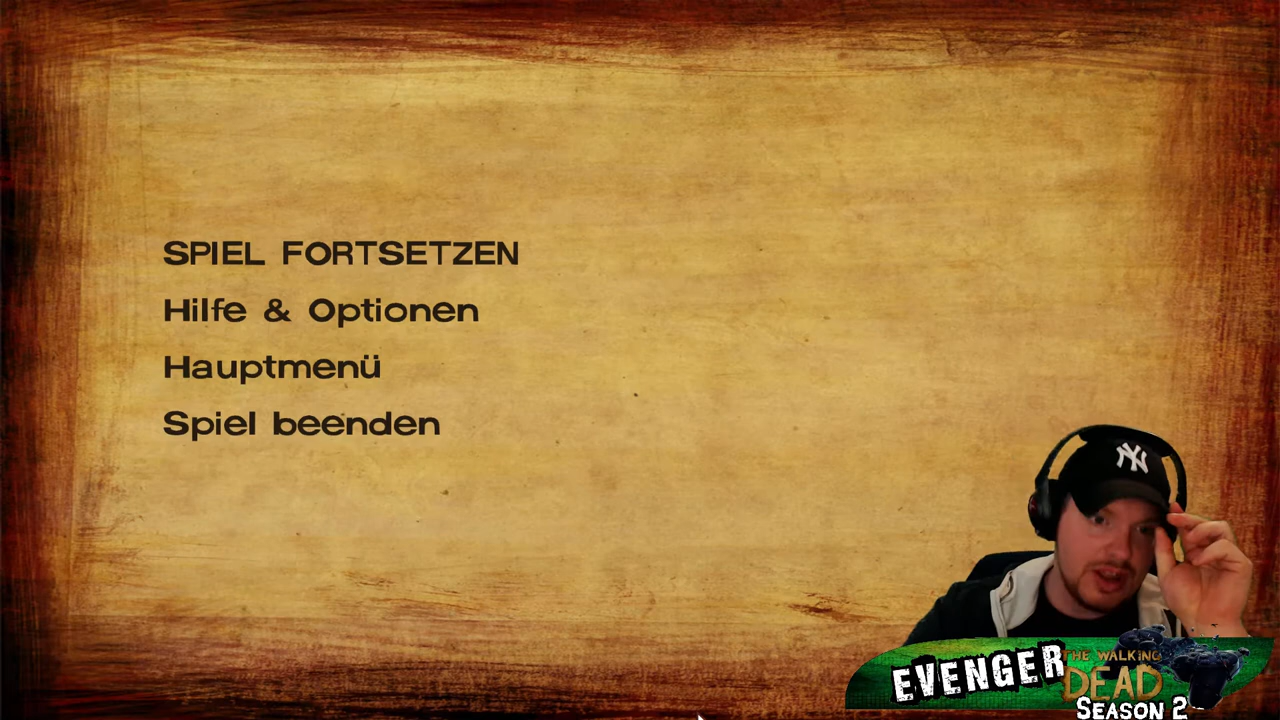 SPIEL FORTSETZEN
Hilfe & Optionen
Hauptmenü
Spiel beenden
NY
EVENGER
THE WALKING
DEAD
SEASON 2